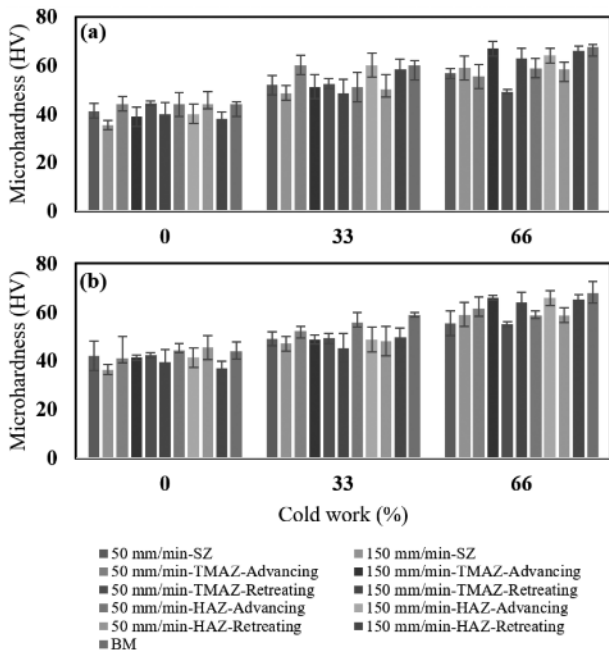 (a)
Microhardness (HV)
80
60
40
20
0
0 33 66
(b)
Microhardness (HV)
80
60
40
20
0
0 33 66
Cold work (%)
50 mm/min-SZ 150 mm/min-SZ
50 mm/min-TMAZ-Advancing 150 mm/min-TMAZ-Advancing
50 mm/min-TMAZ-Retreating 150 mm/min-TMAZ-Retreating
50 mm/min-HAZ-Advancing 150 mm/min-HAZ-Advancing
50 mm/min-HAZ-Retreating 150 mm/min-HAZ-Retreating
BM